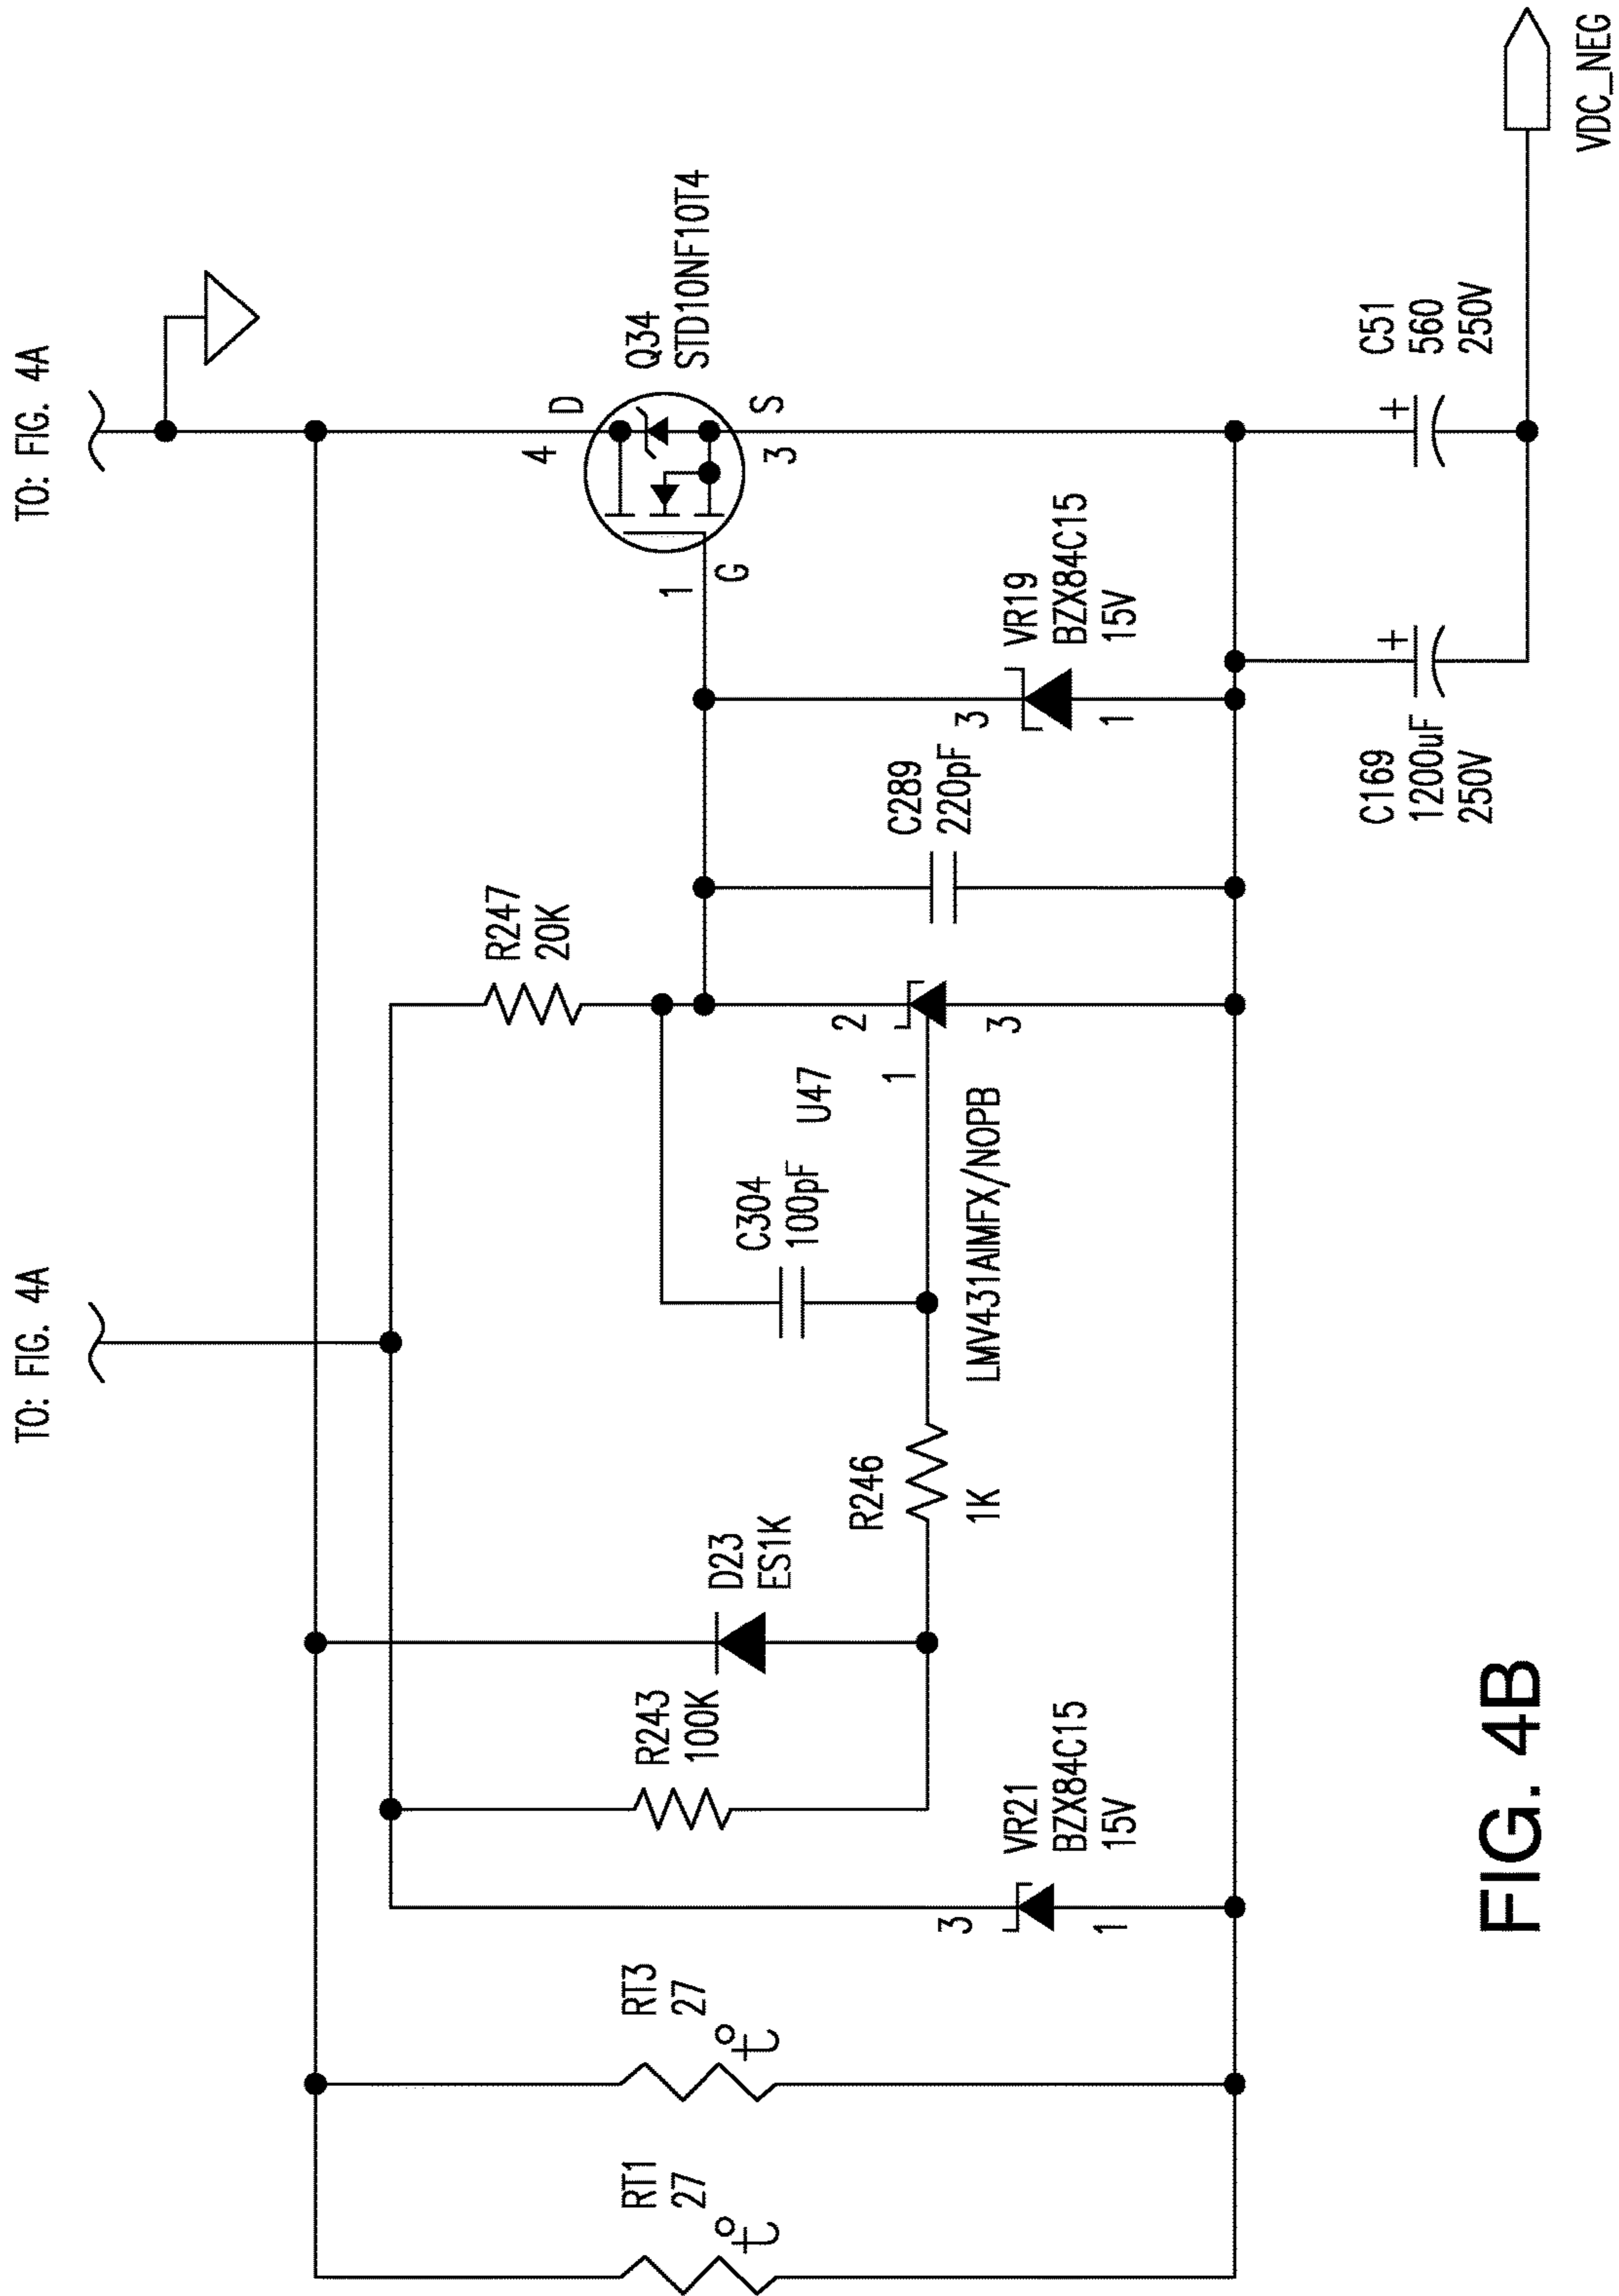 TO: FIG. 4A
TO: FIG. 4A
RT1
27
t°
RT3
27
t°
R243
100K
D23
ES1K
VR21
BZX84C15
15V
3
1
R246
1K
C304
100pF
U47
1
2
3
LMV431AIMFX/NOPB
R247
20K
C289
220pF
VR19
BZX84C15
15V
3
1
Q34
STD10NF10T4
4
D
1
G
3
S
C169
1200uF
250V
+
C51
560
250V
+
VDC_NEG
FIG. 4B